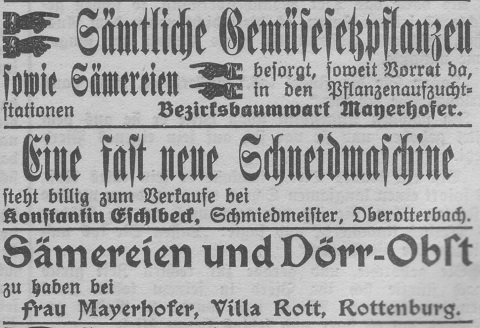 Sämtliche Gemüsesetzpflanzen
sowie Sämereien besorgt, soweit Vorrat da,
in den Pflanzenaufzucht-
stationen Bezirksbaumwart Mayerhofer.
Eine fast neue Schneidmaschine
steht billig zum Verkaufe bei
Konstantin Eschlbeck, Schmiedmeister, Oberotterbach.
Sämereien und Dörr-Obst
zu haben bei
Frau Mayerhofer, Villa Rott, Rottenburg.